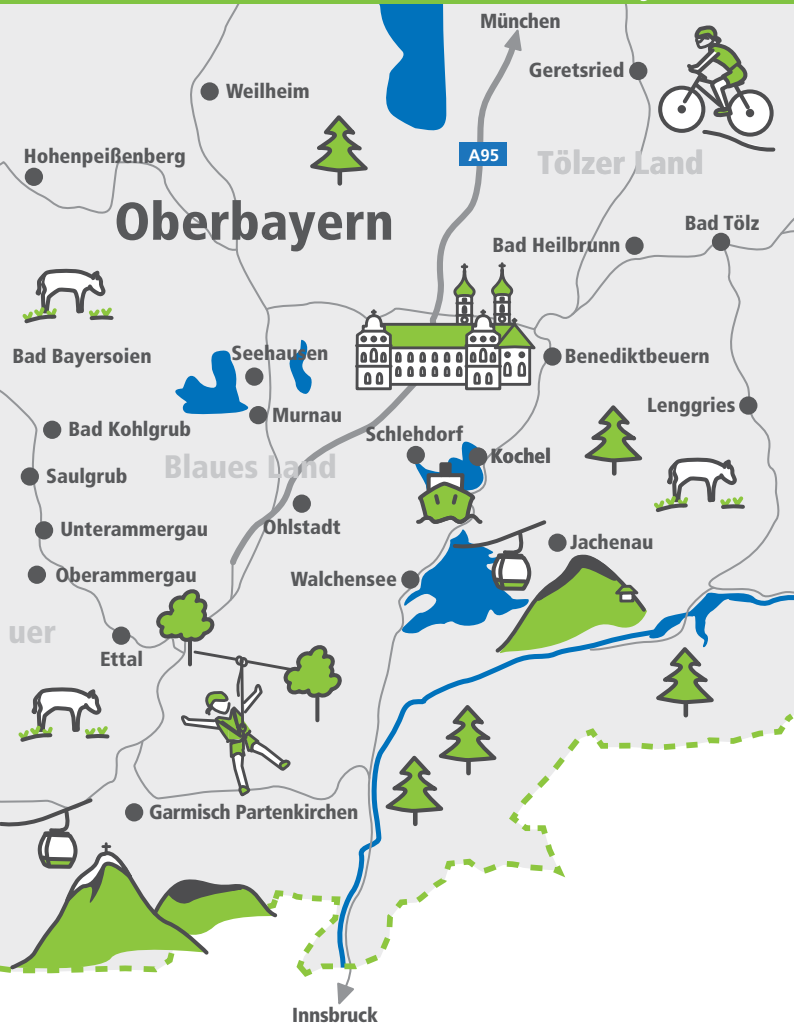 München
Geretsried
Weilheim
A95
Hohenpeißenberg
Tölzer Land
Oberbayern
Bad Tölz
Bad Heilbrunn
Bad Bayersoien
Seehausen
Benediktbeuern
Lenggries
Murnau
Bad Kohlgrub
Schlehdorf
Kochel
Blaues Land
Saulgrub
Ohlstadt
Unterammergau
Jachenau
Oberammergau
Walchensee
uer
Ettal
Garmisch Partenkirchen
Innsbruck